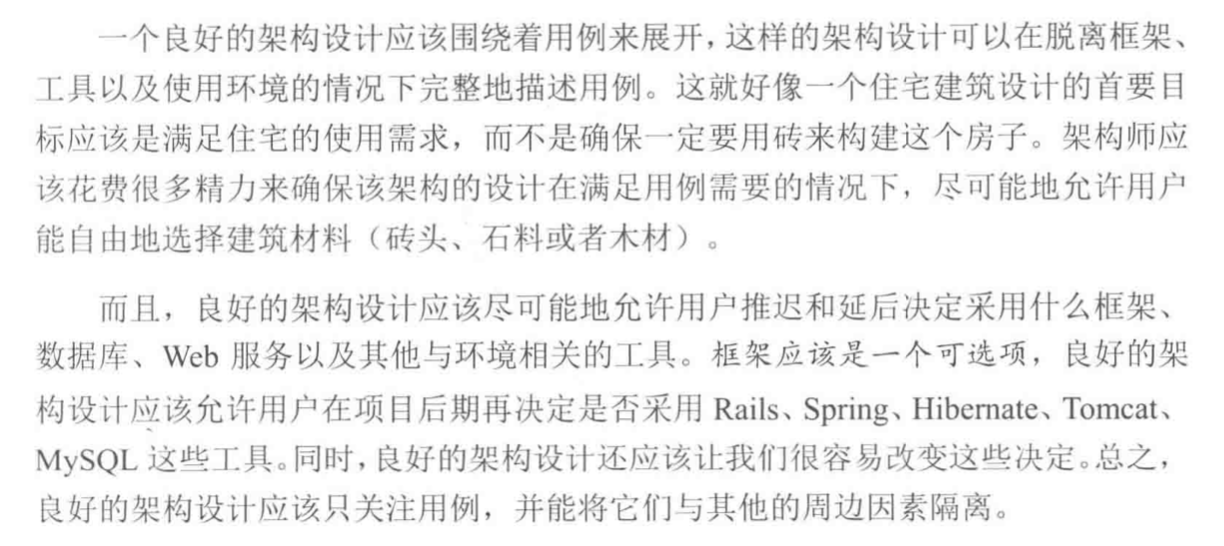 一个良好的架构设计应该围绕着用例来展开，这样的架构设计可以在脱离框架、
工具以及使用环境的情况下完整地描述用例。这就好像一个住宅建筑设计的首要目
标应该是满足住宅的使用需求，而不是确保一定要用砖来构建这个房子。架构师应
该花费很多精力来确保该架构的设计在满足用例需要的情况下，尽可能地允许用户
能自由地选择建筑材料（砖头、石料或者木材）。
而且，良好的架构设计应该尽可能地允许用户推迟和延后决定采用什么框架、
数据库、Web 服务以及其他与环境相关的工具。框架应该是一个可选项，良好的架
构设计应该允许用户在项目后期再决定是否采用 Rails、Spring、Hibernate、Tomcat、
MySQL 这些工具。同时，良好的架构设计还应该让我们很容易改变这些决定。总之，
良好的架构设计应该只关注用例，并能将它们与其他的周边因素隔离。